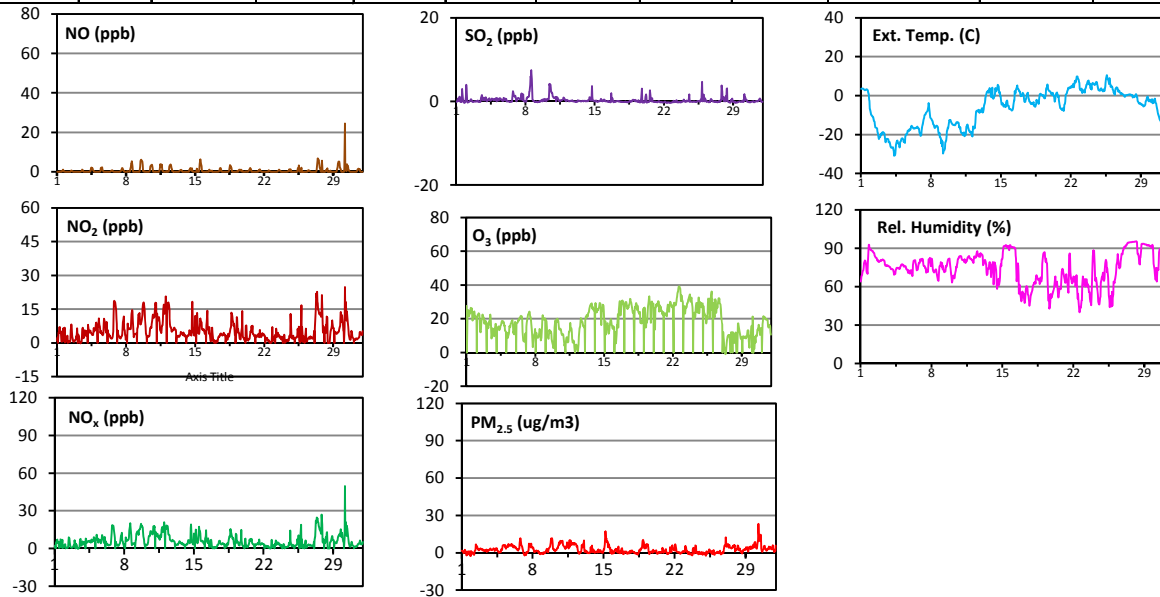 NO (ppb)
80
60
40
20
0
1 8 15 22 29
SO2 (ppb)
20
0
-20
1 8 15 22 29
Ext. Temp. (C)
40
20
0
-20
-40
1 8 15 22 29
NO2 (ppb)
60
45
30
15
0
-15
1 8 15 22 29
Axis Title
O3 (ppb)
80
60
40
20
0
-20
1 8 15 22 29
Rel. Humidity (%)
120
90
60
30
0
1 8 15 22 29
NOx (ppb)
120
90
60
30
0
-30
1 8 15 22 29
PM2.5 (ug/m3)
120
90
60
30
0
-30
1 8 15 22 29